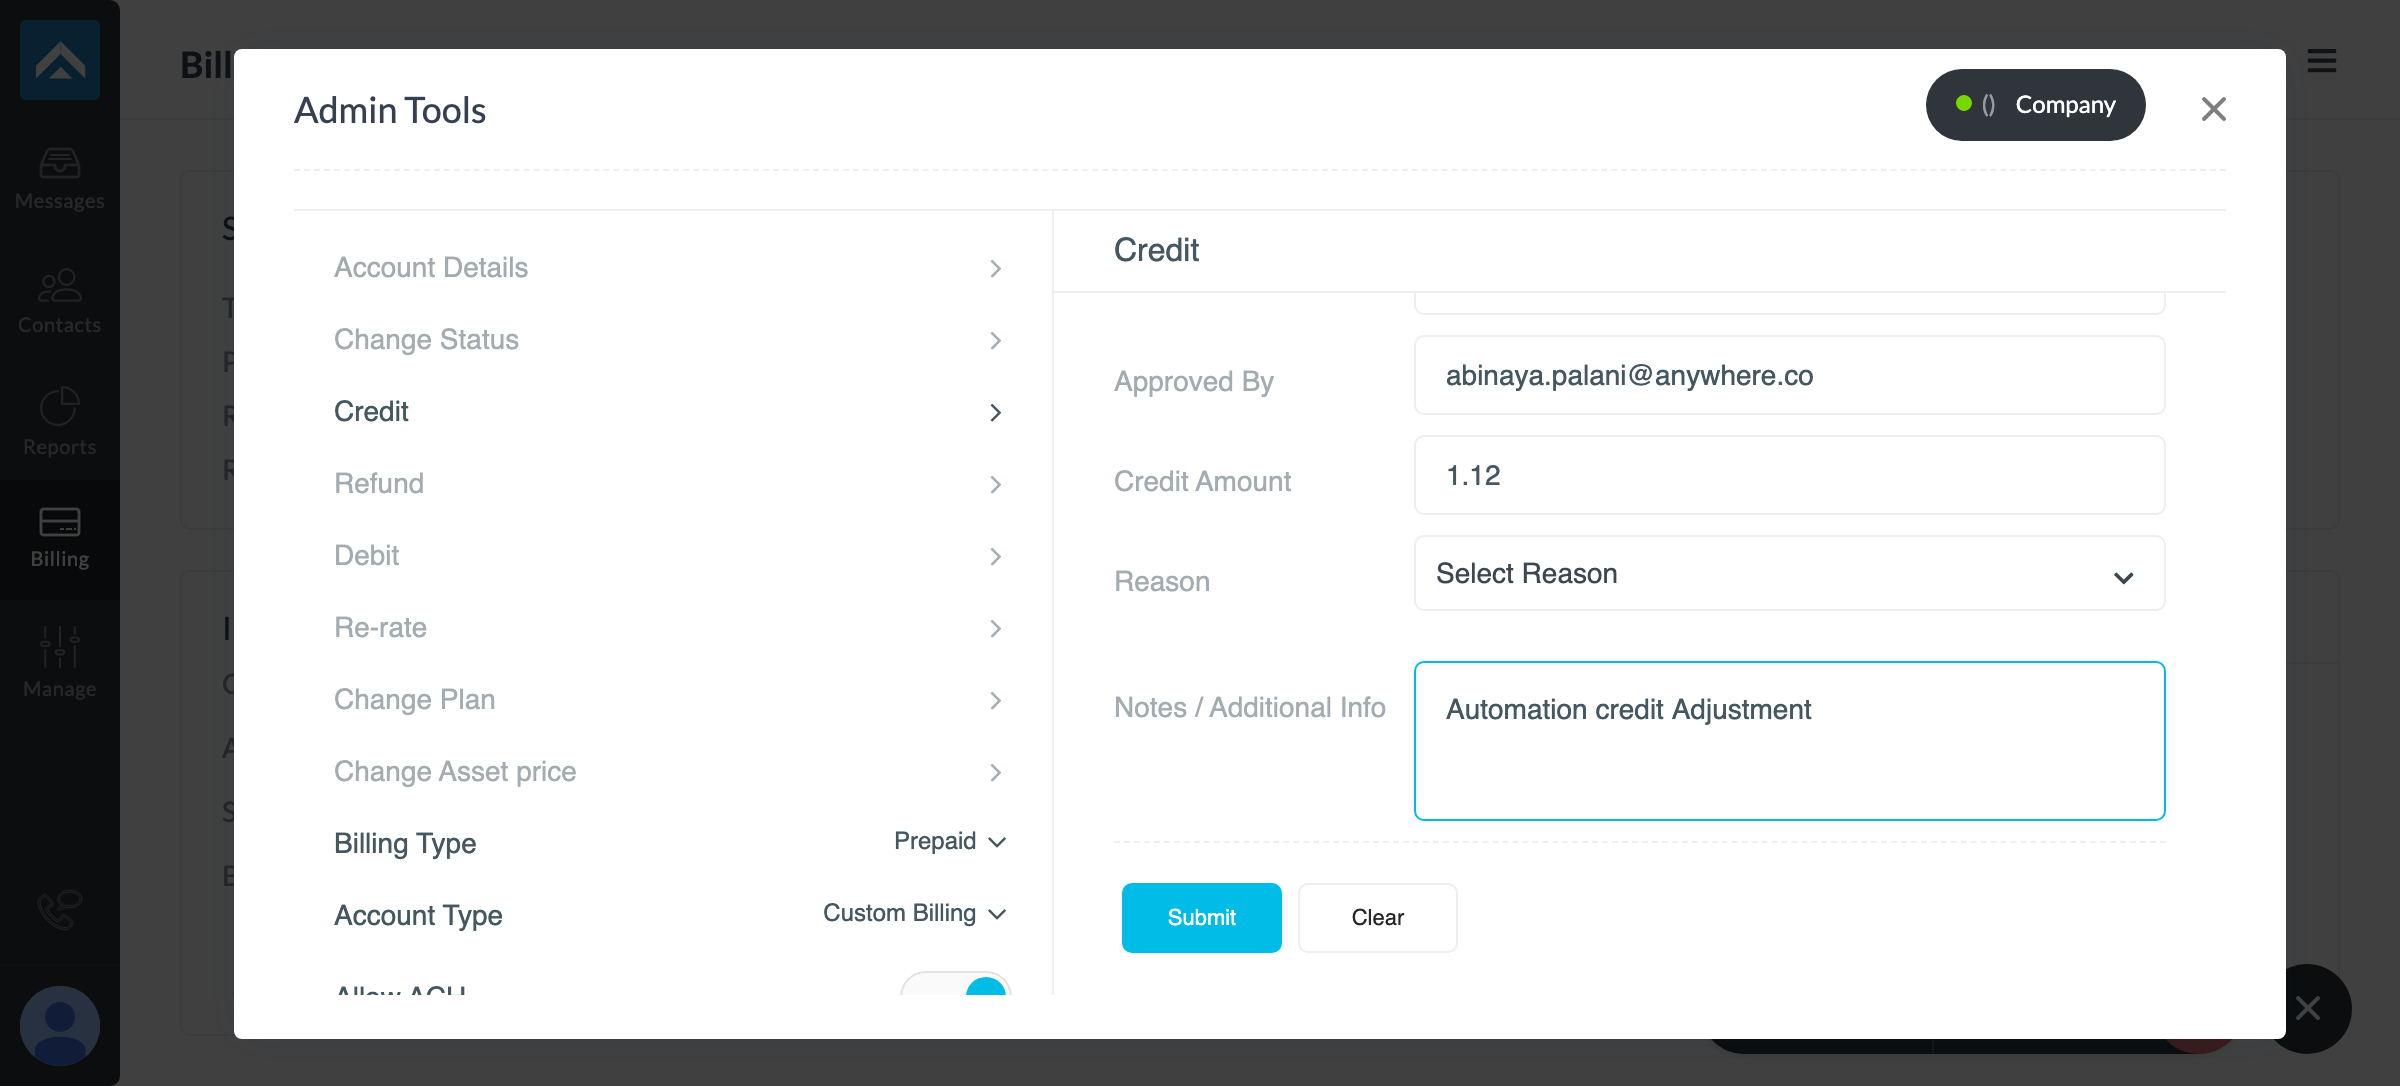 Bill
Admin Tools
() Company
Messages
Contacts
Reports
Billing
Manage
Account Details
Change Status
Credit
Refund
Debit
Re-rate
Change Plan
Change Asset price
Billing Type Prepaid
Account Type Custom Billing
Allow ACH
Credit
Approved By abinaya.palani@anywhere.co
Credit Amount 1.12
Reason Select Reason
Notes / Additional Info Automation credit Adjustment
Submit Clear